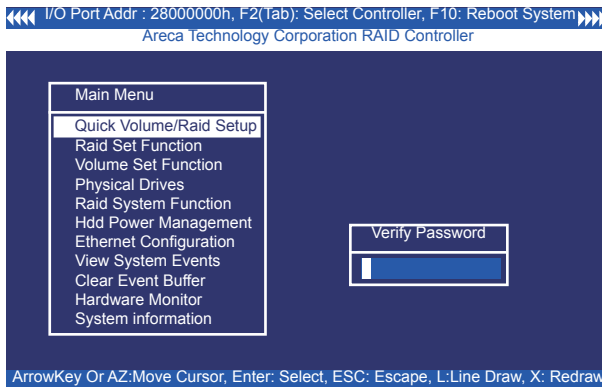 I/O Port Addr : 28000000h, F2(Tab): Select Controller, F10: Reboot System
Areca Technology Corporation RAID Controller
Main Menu
Quick Volume/Raid Setup
Raid Set Function
Volume Set Function
Physical Drives
Raid System Function
Hdd Power Management
Ethernet Configuration
View System Events
Clear Event Buffer
Hardware Monitor
System information
Verify Password
ArrowKey Or AZ:Move Cursor, Enter: Select, ESC: Escape, L:Line Draw, X: Redraw